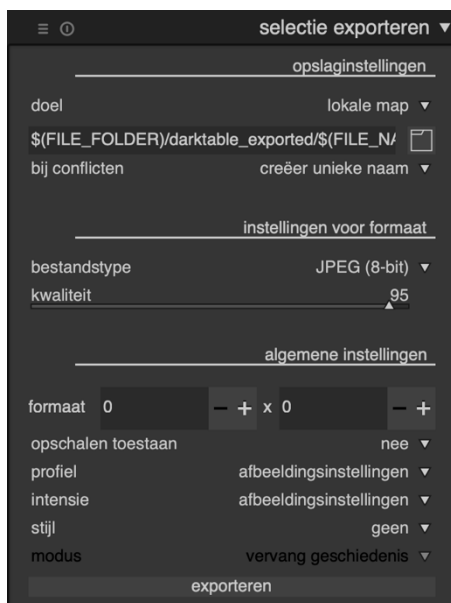 selectie exporteren
opslaginstellingen
doel lokale map
$(FILE_FOLDER)/darktable_exported/$(FILE_NA
bij conflicten creëer unieke naam
instellingen voor formaat
bestandstype JPEG (8-bit)
kwaliteit 95
algemene instellingen
formaat 0 − + x 0 − +
opschalen toestaan nee
profiel afbeeldingsinstellingen
intensie afbeeldingsinstellingen
stijl geen
modus vervang geschiedenis
exporteren